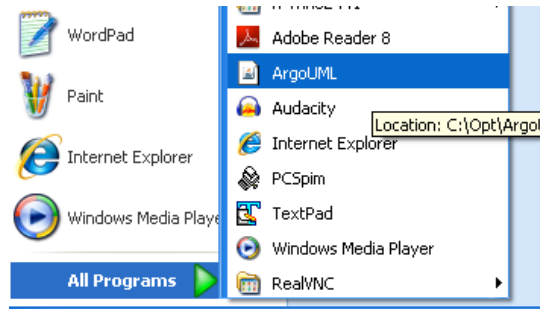 WordPad
Paint
Internet Explorer
Windows Media Playe
All Programs
Adobe Reader 8
ArgoUML
Audacity
Location: C:\Opt\Argo
Internet Explorer
PCSpim
TextPad
Windows Media Player
RealVNC